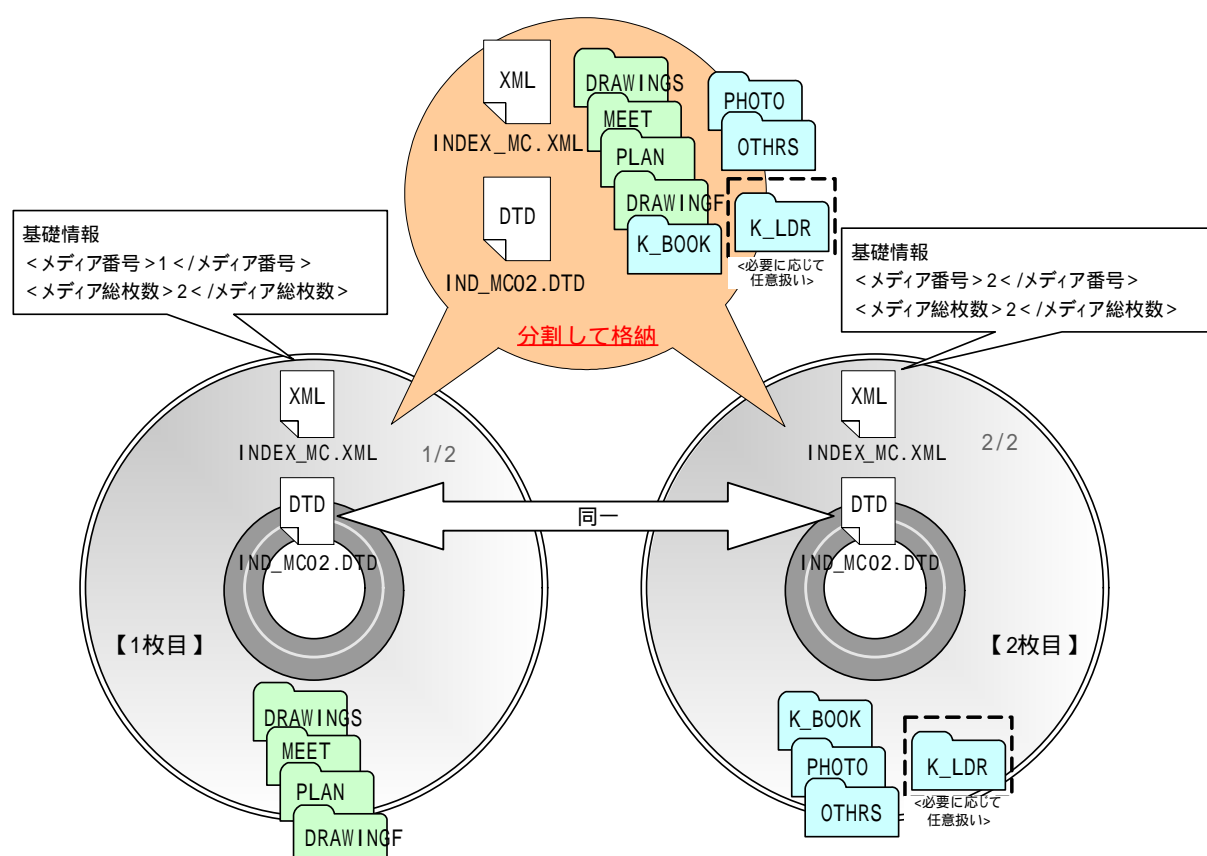 XML
INDEX_MC.XML
DTD
IND_MC02.DTD
DRAWINGS
MEET
PLAN
DRAWINGF
K_BOOK
PHOTO
OTHRS
K_LDR
<必要に応じて
任意扱い>
分割して格納
基礎情報
<メディア番号>1</メディア番号>
<メディア総枚数>2</メディア総枚数>
基礎情報
<メディア番号>2</メディア番号>
<メディア総枚数>2</メディア総枚数>
XML
INDEX_MC.XML
1/2
DTD
IND_MC02.DTD
【1枚目】
DRAWINGS
MEET
PLAN
DRAWINGF
同一
XML
INDEX_MC.XML
2/2
DTD
IND_MC02.DTD
【2枚目】
K_BOOK
PHOTO
OTHRS
K_LDR
<必要に応じて
任意扱い>